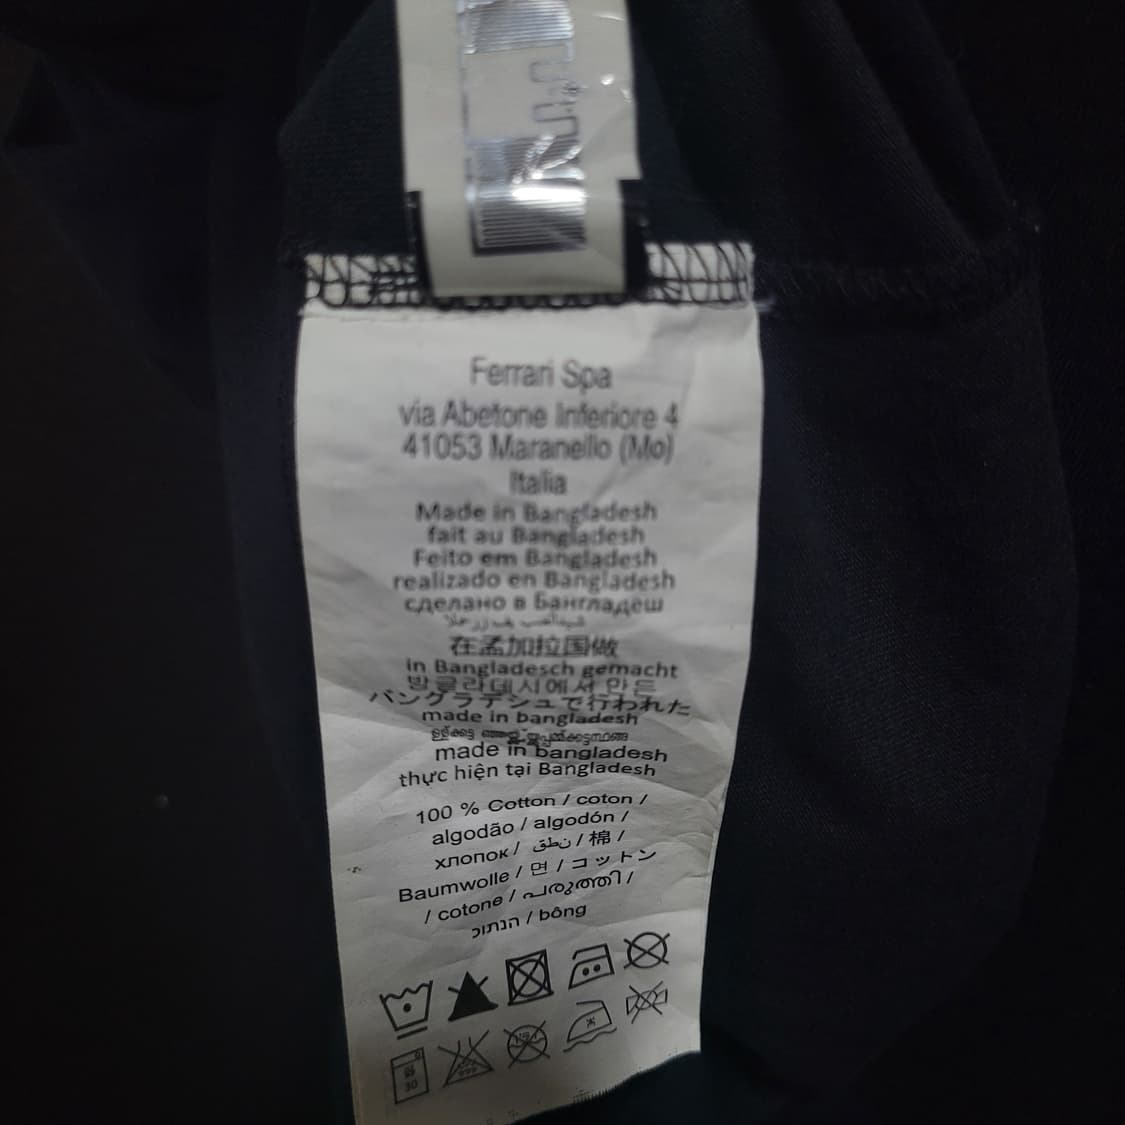 Ferrari Spa
via Abetone Inferiore 4
41053 Maranello (Mo)
Italia
Made in Bangladesh
fait au Bangladesh
Feito em Bangladesh
realizado en Bangladesh
сделано в Бангладеш
在孟加拉国做
in Bangladesch gemacht
방글라데시에서 만든
バングラデシュで行われた
made in bangladesh
made in bangladesh
thực hiện tại Bangladesh
100 % Cotton / coton /
algodão / algodón /
хлопок / نطق / 棉 /
Baumwolle / 면 / コットン
/ cotone / പരുത്തി /
הנתוכ / bông
30